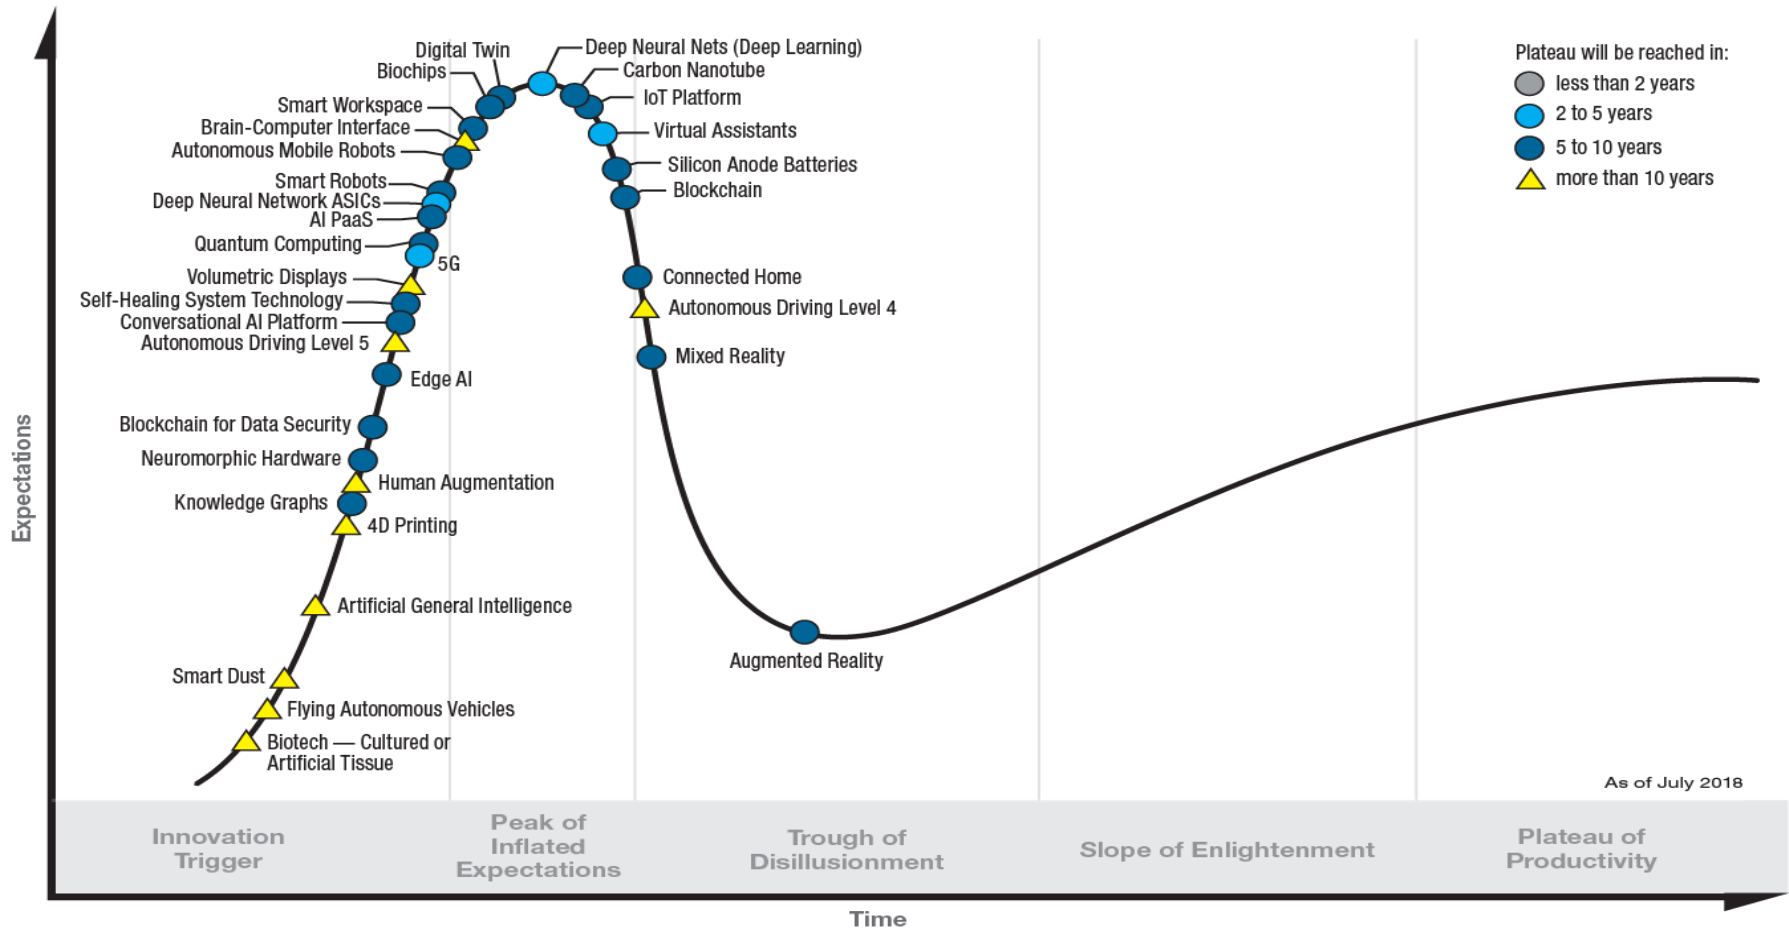 Digital Twin
Biochips
Smart Workspace
Brain-Computer Interface
Autonomous Mobile Robots
Smart Robots
Deep Neural Network ASICs
AI PaaS
Quantum Computing
5G
Volumetric Displays
Self-Healing System Technology
Conversational AI Platform
Autonomous Driving Level 5
Edge AI
Blockchain for Data Security
Neuromorphic Hardware
Human Augmentation
Knowledge Graphs
4D Printing
Artificial General Intelligence
Smart Dust
Flying Autonomous Vehicles
Biotech — Cultured or
Artificial Tissue
Deep Neural Nets (Deep Learning)
Carbon Nanotube
IoT Platform
Virtual Assistants
Silicon Anode Batteries
Blockchain
Connected Home
Autonomous Driving Level 4
Mixed Reality
Augmented Reality
Plateau will be reached in:
less than 2 years
2 to 5 years
5 to 10 years
more than 10 years
As of July 2018
Expectations
Innovation
Trigger
Peak of
Inflated
Expectations
Trough of
Disillusionment
Slope of Enlightenment
Plateau of
Productivity
Time